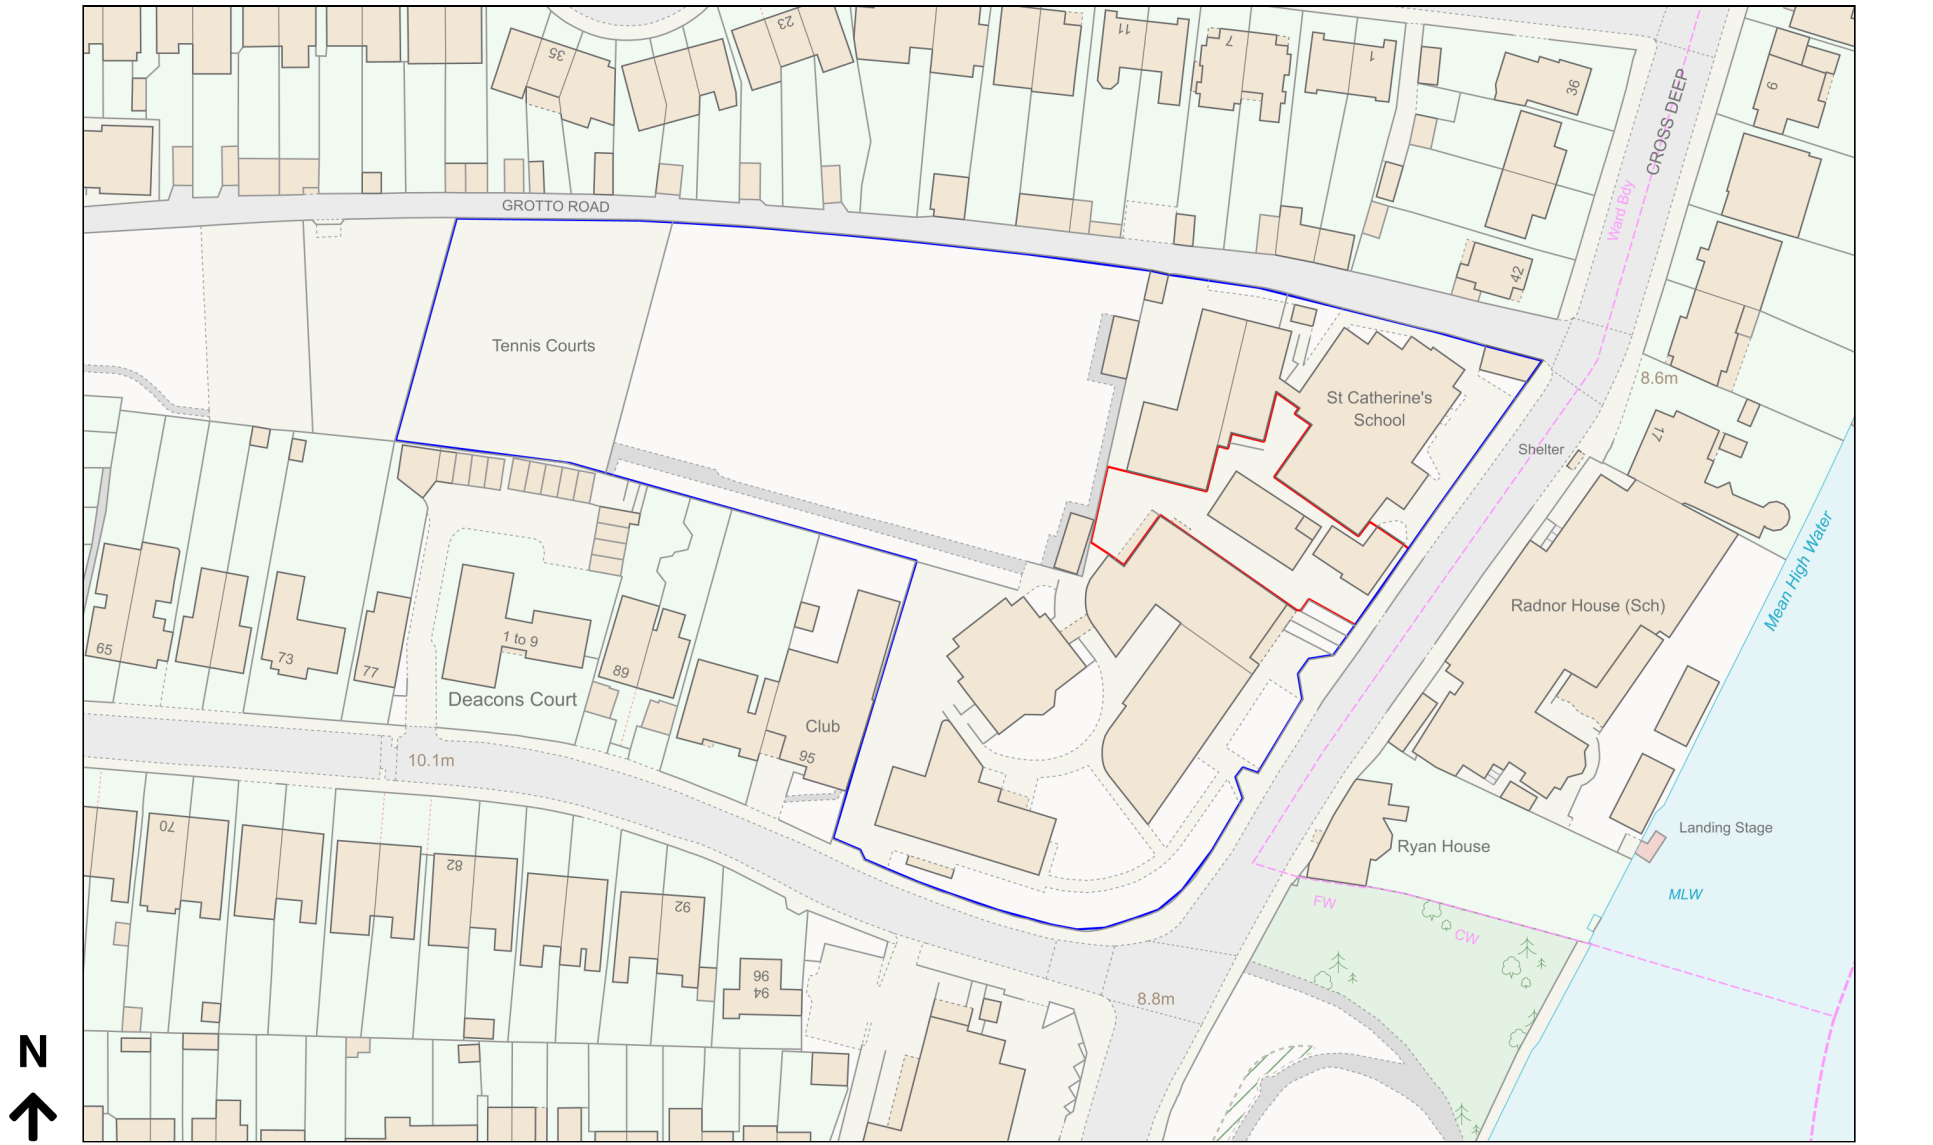 35
23
11
7
1
36
9
CROSS DEEP
Ward Bdy
GROTTO ROAD
42
Tennis Courts
8.6m
St Catherine's
School
17
Shelter
Mean High Water
Radnor House (Sch)
65
73
77
1 to 9
89
Deacons Court
Club
95
10.1m
70
82
92
Ryan House
Landing Stage
MLW
FW
CW
96
94
8.8m
N